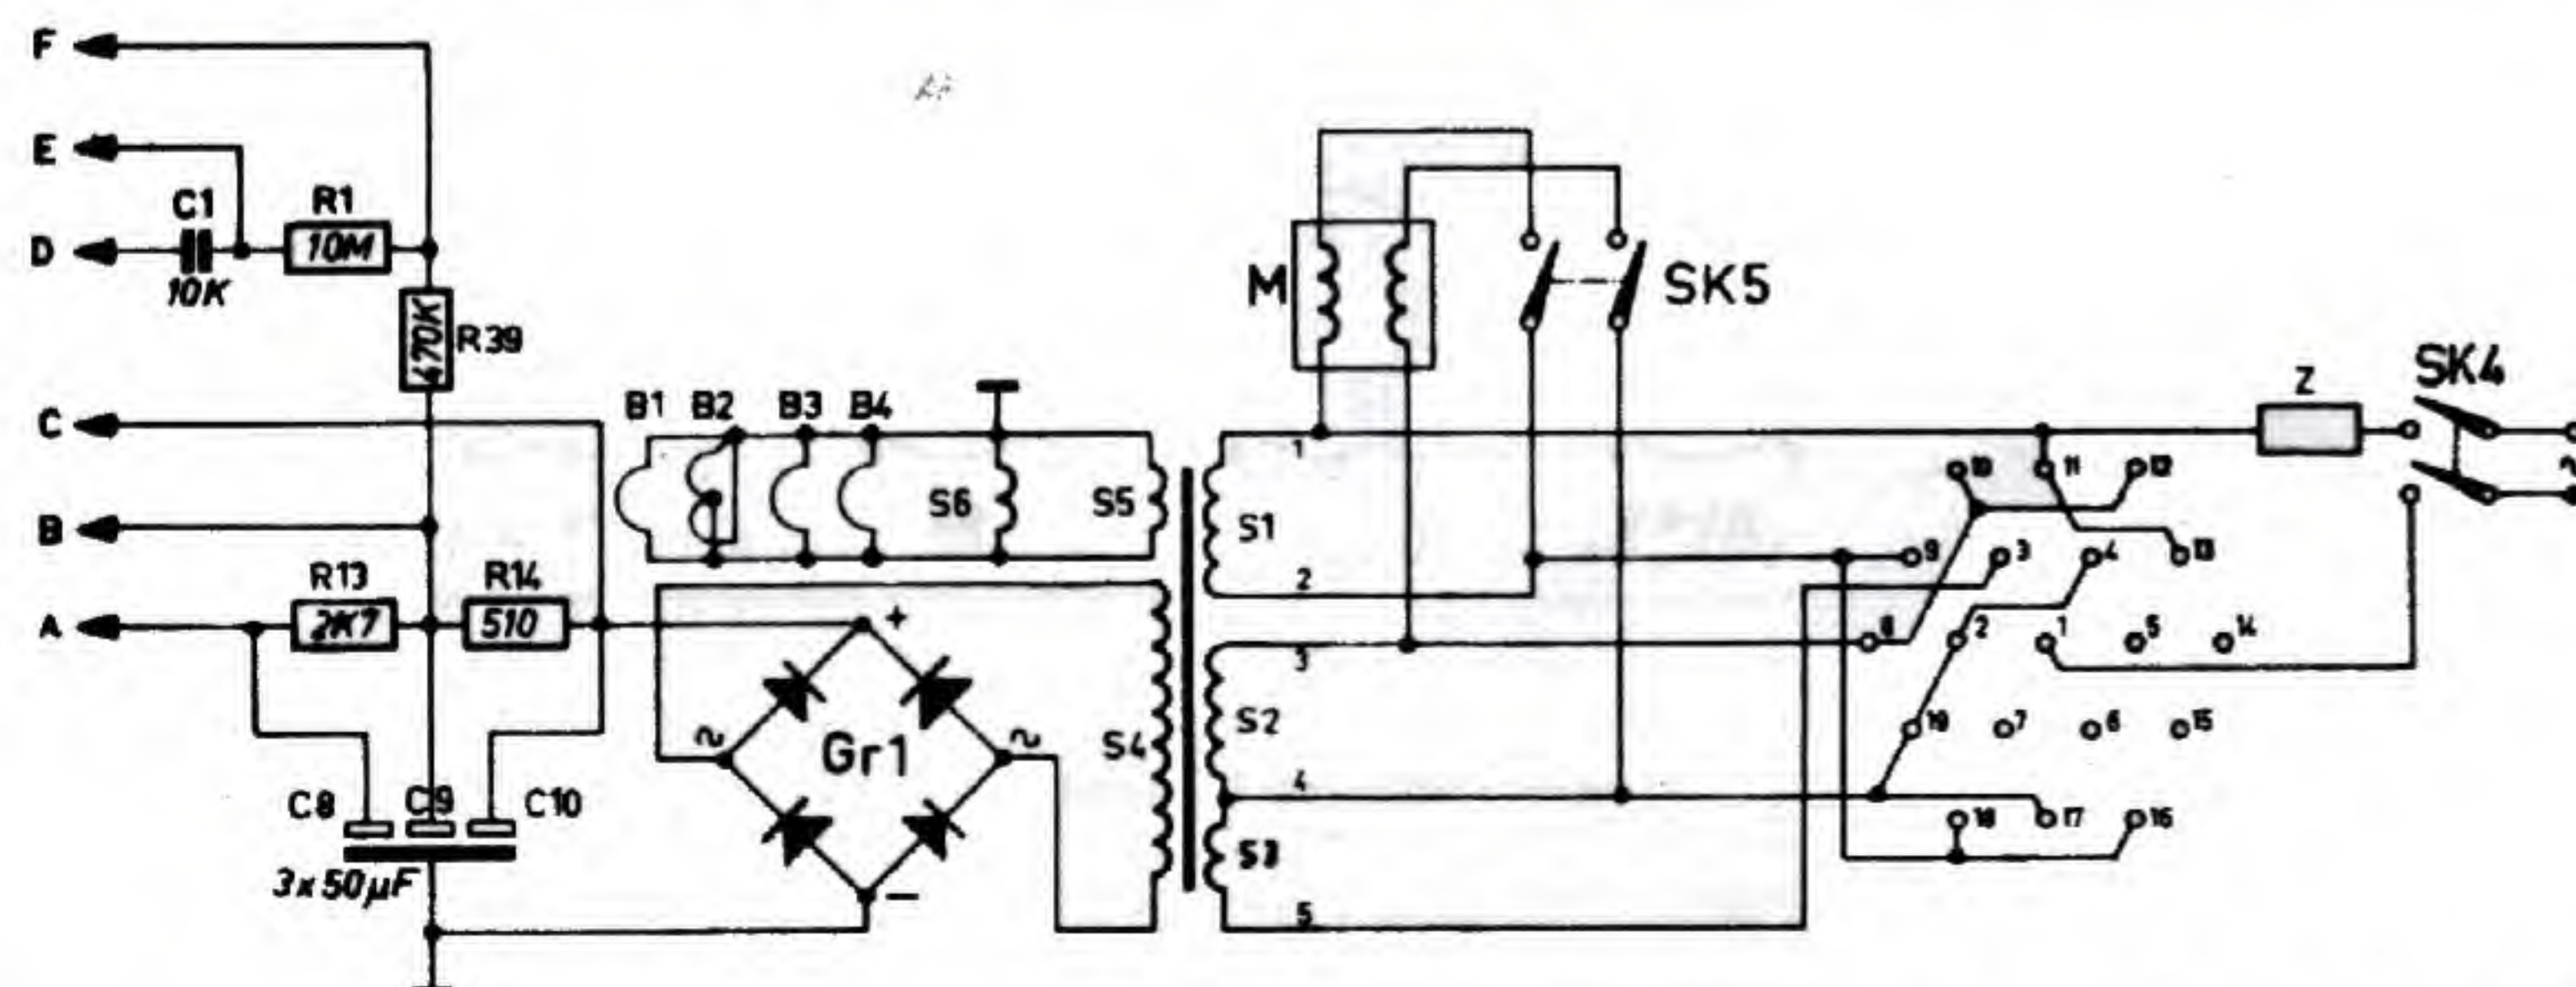 F
E
C1
R1
D
10M
10K
470K
R39
M
SK5
SK4
Z
C
B1 B2 B3 B4
1
10 11 12
S6
S5
S1
B
9 3 4 13
2
R13
R14
A
2K7
510
+
8 2 1 5 14
3
~
~
Gr1
S4
S2
19 7 6 15
4
C8
C9
C10
18 17 16
3x50µF
S3
−
5